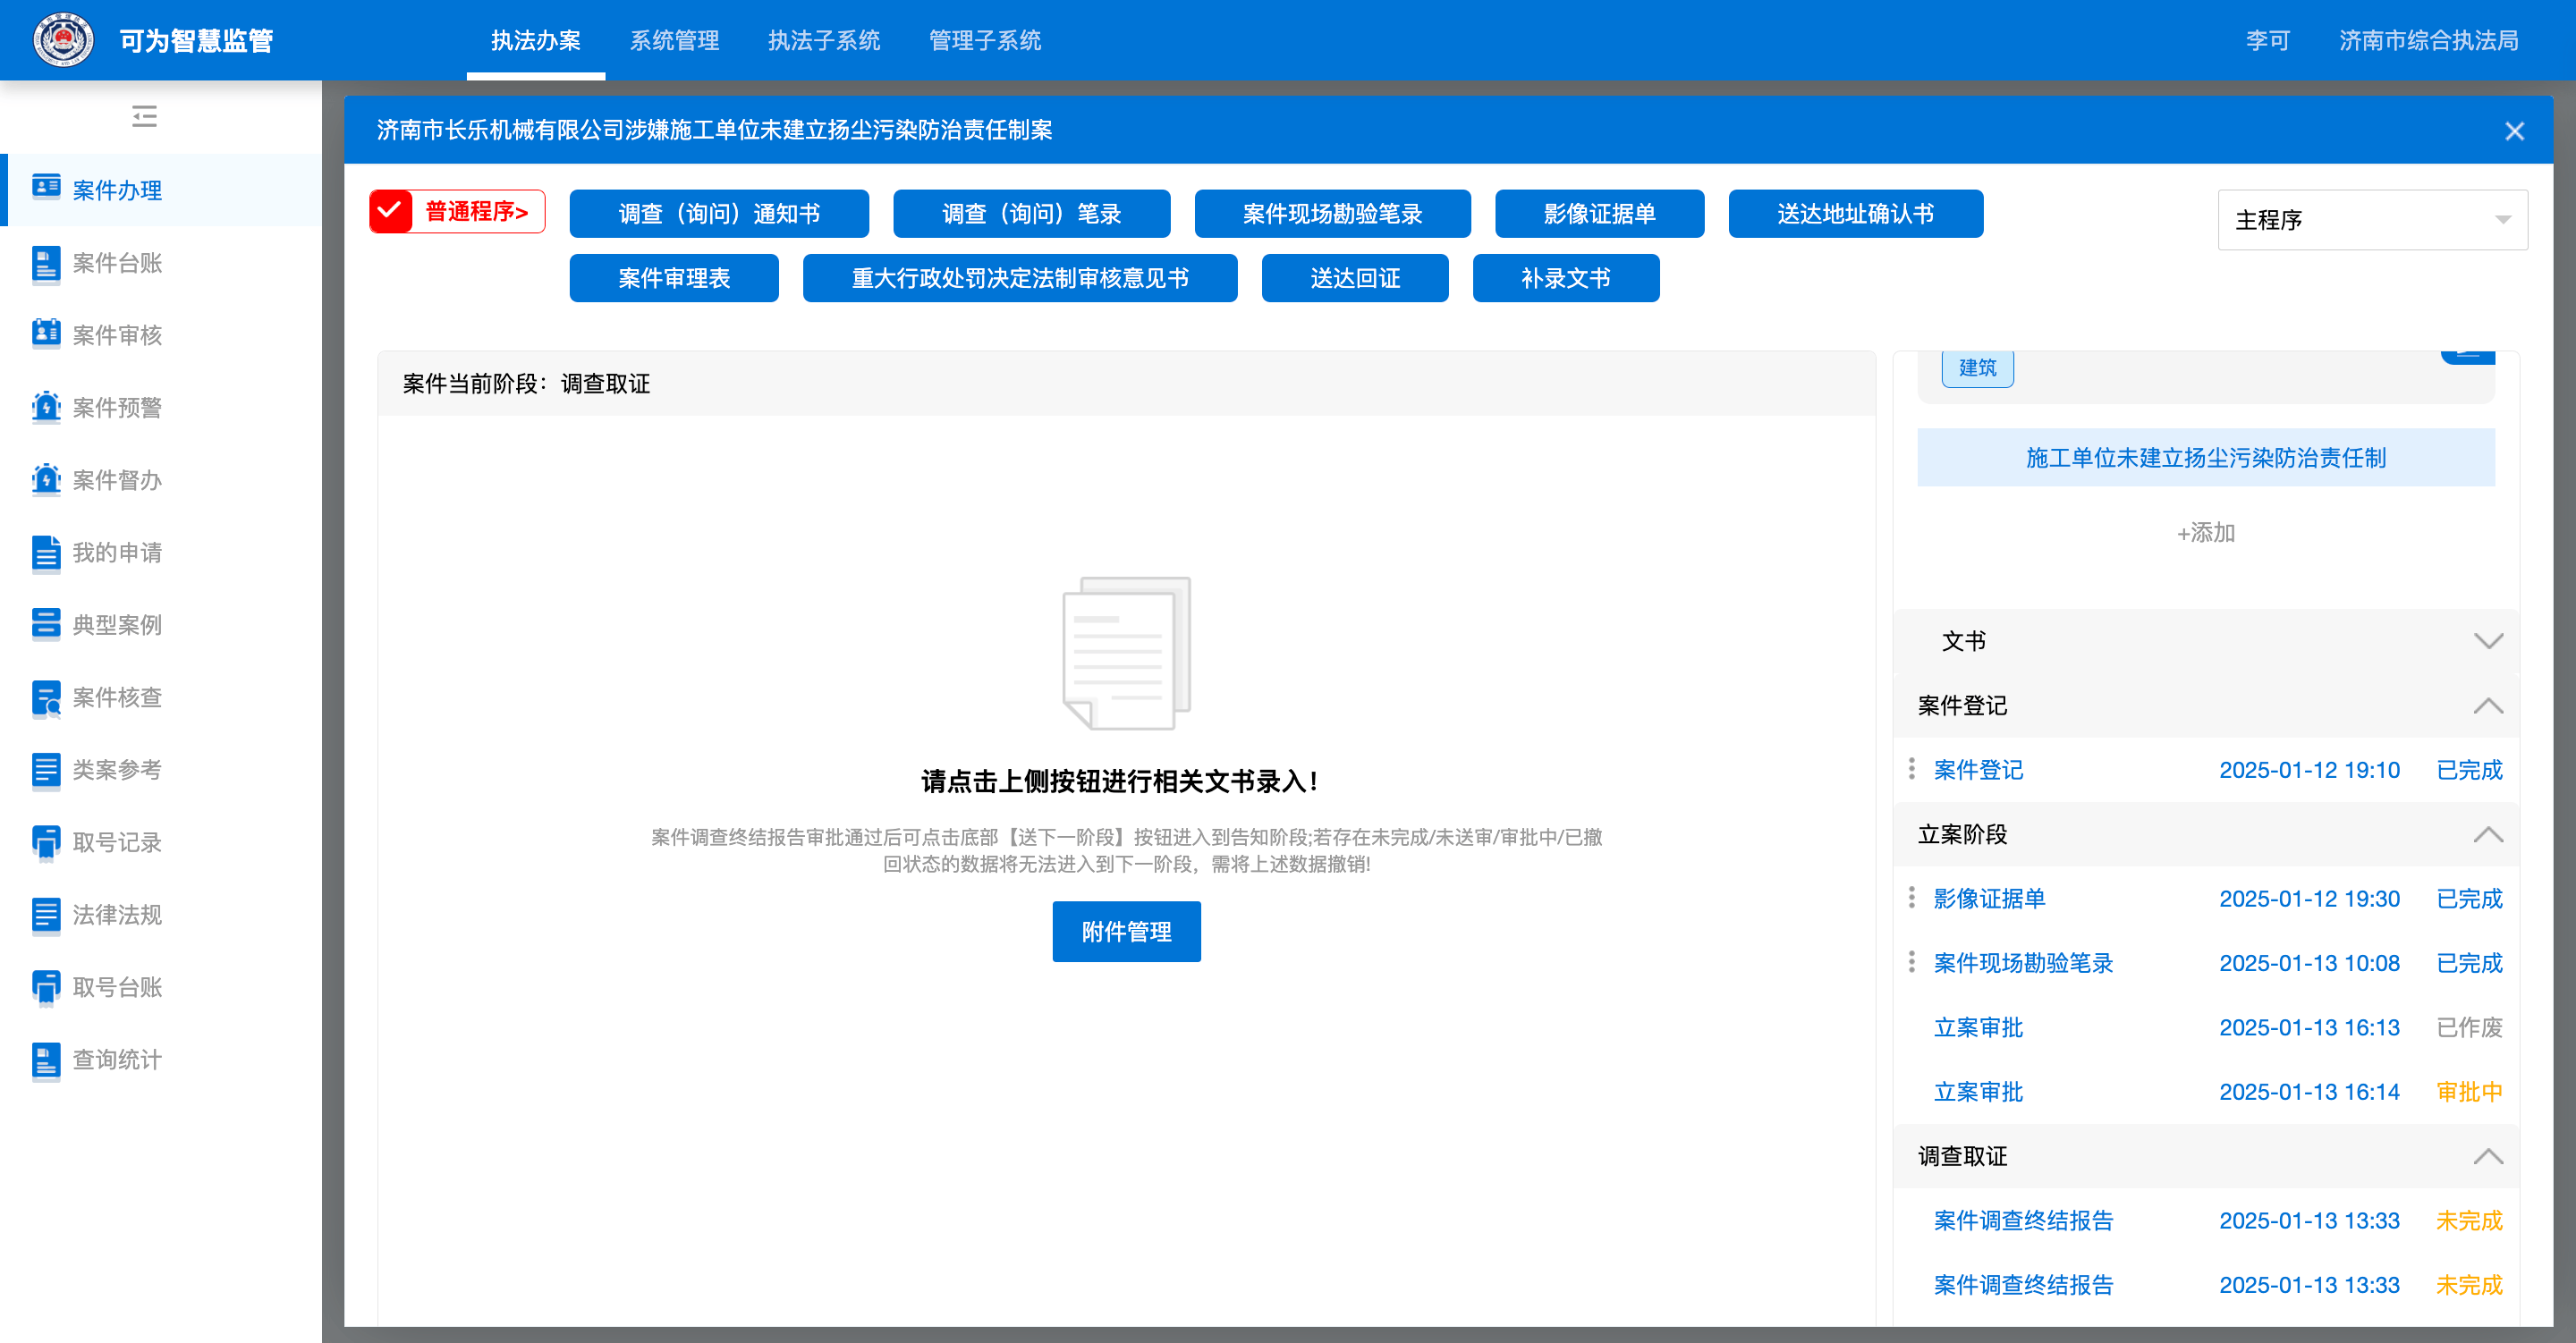 可为智慧监管
执法办案 系统管理 执法子系统 管理子系统
李可 济南市综合执法局
案件办理
案件台账
案件审核
案件预警
案件督办
我的申请
典型案例
案件核查
类案参考
取号记录
法律法规
取号台账
查询统计
济南市长乐机械有限公司涉嫌施工单位未建立扬尘污染防治责任制案
普通程序>
调查（询问）通知书 调查（询问）笔录 案件现场勘验笔录 影像证据单 送达地址确认书
主程序
案件审理表 重大行政处罚决定法制审核意见书 送达回证 补录文书
案件当前阶段：调查取证
请点击上侧按钮进行相关文书录入！
案件调查终结报告审批通过后可点击底部【送下一阶段】按钮进入到告知阶段;若存在未完成/未送审/审批中/已撤
回状态的数据将无法进入到下一阶段，需将上述数据撤销!
附件管理
建筑
施工单位未建立扬尘污染防治责任制
+添加
文书
案件登记
案件登记 2025-01-12 19:10 已完成
立案阶段
影像证据单 2025-01-12 19:30 已完成
案件现场勘验笔录 2025-01-13 10:08 已完成
立案审批 2025-01-13 16:13 已作废
立案审批 2025-01-13 16:14 审批中
调查取证
案件调查终结报告 2025-01-13 13:33 未完成
案件调查终结报告 2025-01-13 13:33 未完成